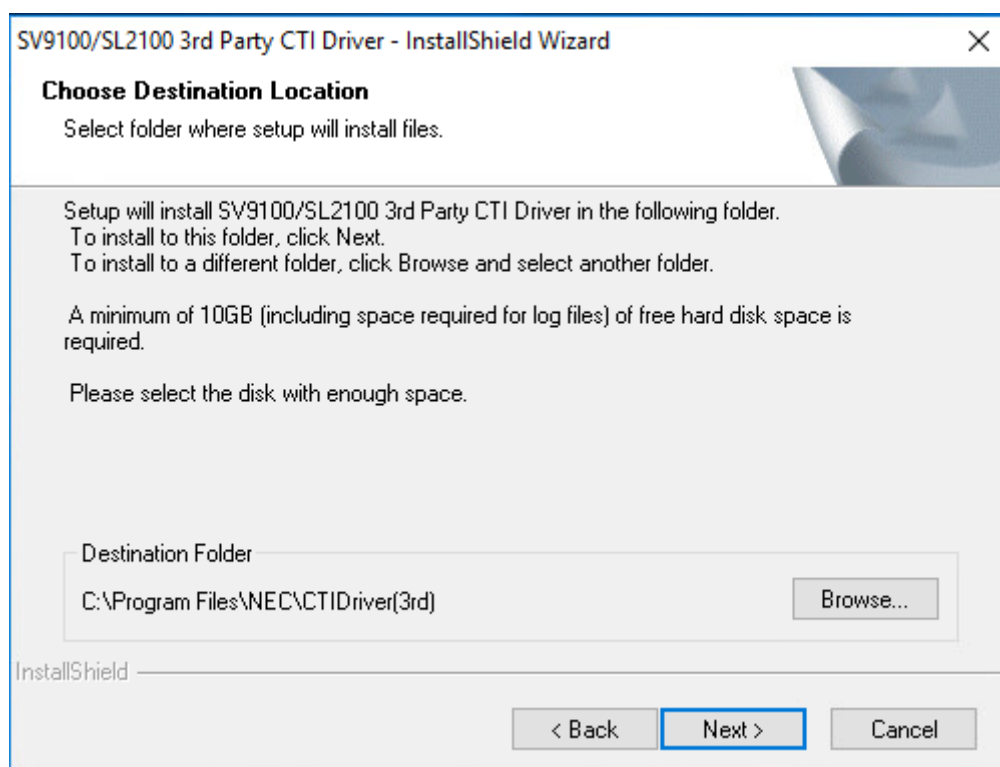 SV9100/SL2100 3rd Party CTI Driver - InstallShield Wizard
Choose Destination Location
Select folder where setup will install files.
Setup will install SV9100/SL2100 3rd Party CTI Driver in the following folder.
To install to this folder, click Next.
To install to a different folder, click Browse and select another folder.
A minimum of 10GB (including space required for log files) of free hard disk space is
required.
Please select the disk with enough space.
Destination Folder
C:\Program Files\NEC\CTIDriver(3rd)
Browse...
InstallShield
< Back
Next >
Cancel